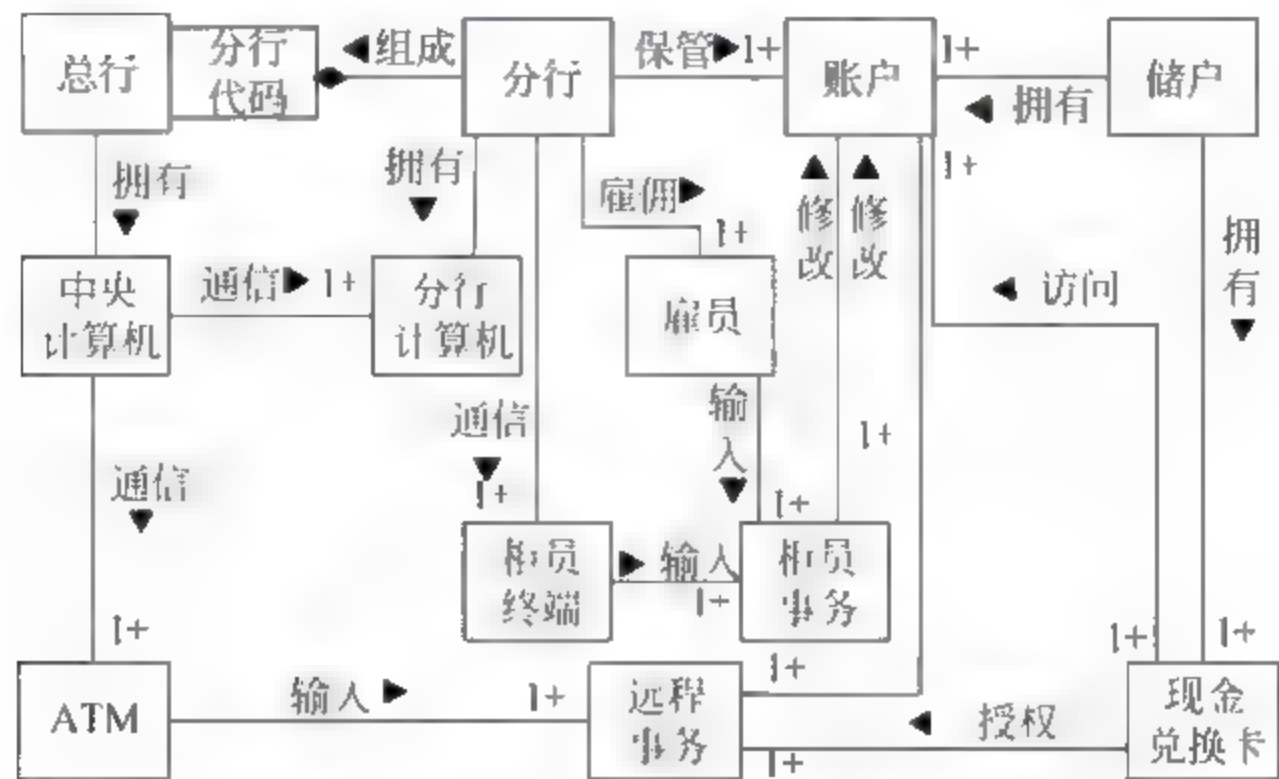 总行
分行
代码
组成
分行
保管
1+
账户
1+
拥有
储户
拥有
拥有
雇佣
1+
修改
修改
1+
访问
拥有
中央
计算机
通信
1+
分行
计算机
雇员
通信
通信
1+
输入
1+
1+
柜员
终端
输入
1+
柜员
事务
1+
ATM
输入
1+
远程
事务
1+
1+
授权
1+
1+
现金
兑换卡